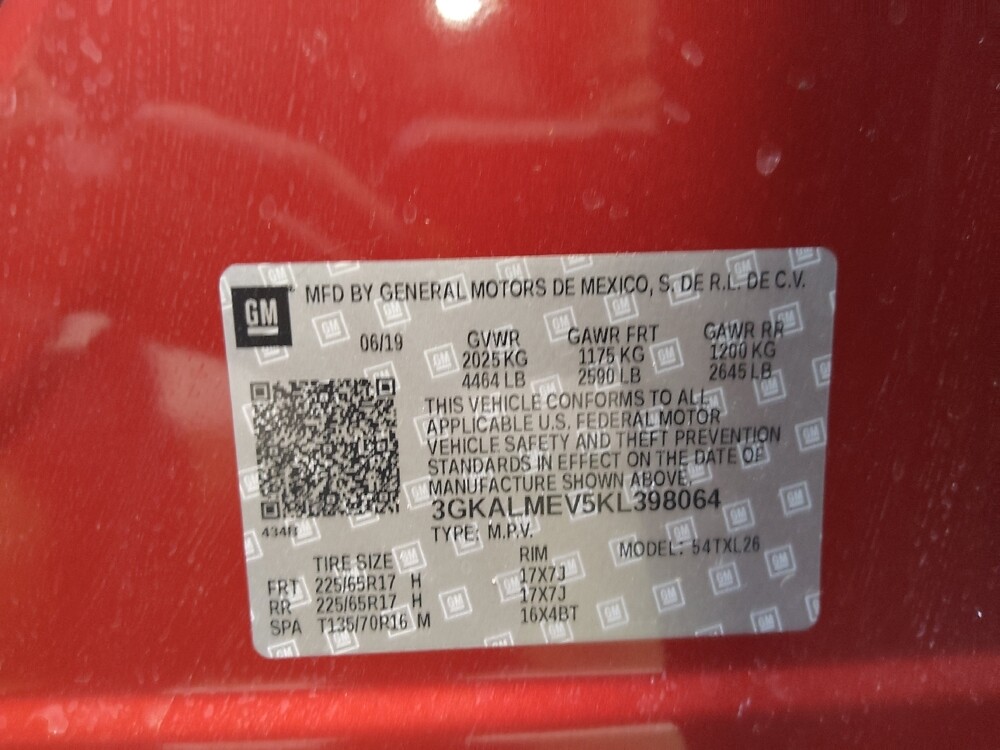 GM MFD BY GENERAL MOTORS DE MEXICO, S. DE R.L. DE C.V.
06/19 GVWR GAWR FRT GAWR RR
2025 KG 1175 KG 1200 KG
4464 LB 2590 LB 2645 LB
THIS VEHICLE CONFORMS TO ALL
APPLICABLE U.S. FEDERAL MOTOR
VEHICLE SAFETY AND THEFT PREVENTION
STANDARDS IN EFFECT ON THE DATE OF
MANUFACTURE SHOWN ABOVE.
3GKALMEV5KL398064
TYPE: M.P.V.
TIRE SIZE RIM MODEL: 54TXL26
FRT 225/65R17 H 17X7J
RR 225/65R17 H 17X7J
SPA T135/70R16 M 16X4BT